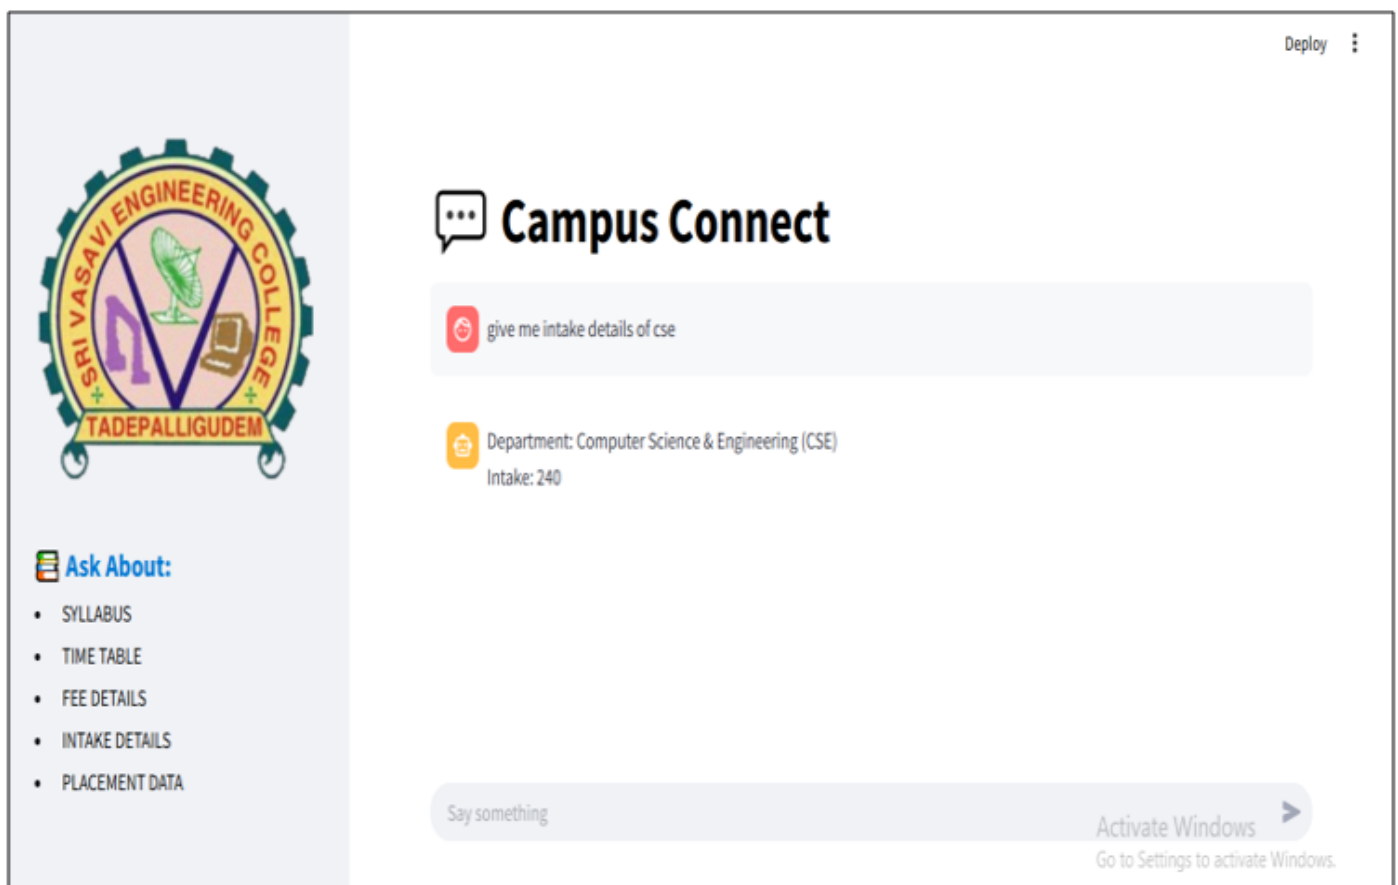 Deploy
SRI VASAVI ENGINEERING COLLEGE
TADEPALLIGUDEM
Ask About:
• SYLLABUS
• TIME TABLE
• FEE DETAILS
• INTAKE DETAILS
• PLACEMENT DATA
Campus Connect
give me intake details of cse
Department: Computer Science & Engineering (CSE)
Intake: 240
Say something
Activate Windows
Go to Settings to activate Windows.